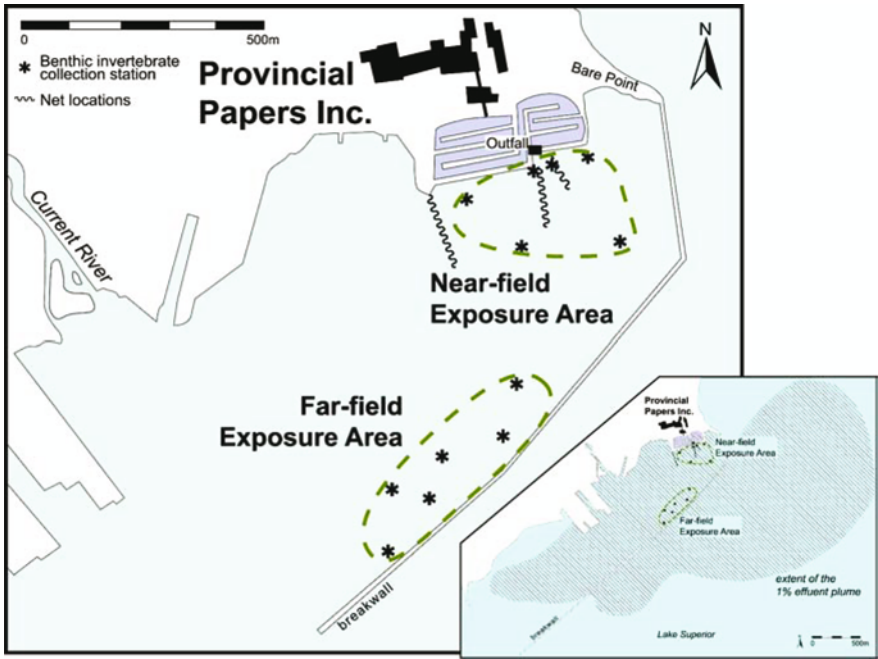 0 500m
Benthic invertebrate
collection station
Net locations
Provincial
Papers Inc.
N
Bare Point
Outfall
Current River
Near-field
Exposure Area
Far-field
Exposure Area
breakwall
Provincial
Papers Inc.
Near-field
Exposure Area
Far-field
Exposure Area
extent of the
1% effuent plume
breakwall
Lake Superior
0 500m